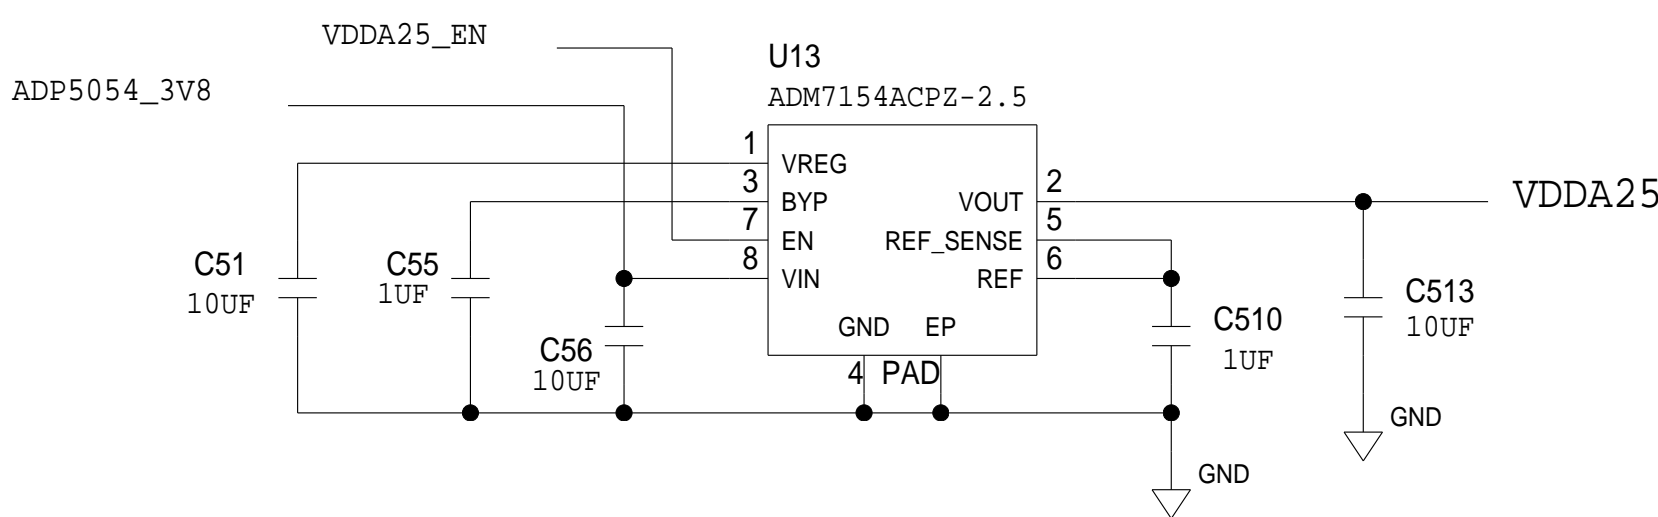 VDDA25_EN
ADP5054_3V8
U13
ADM7154ACPZ-2.5
1
VREG
3
BYP
7
EN
8
VIN
VOUT
2
REF_SENSE
5
REF
6
GND
EP
4
PAD
C51
10UF
C55
1UF
C56
10UF
C510
1UF
C513
10UF
VDDA25
GND
GND